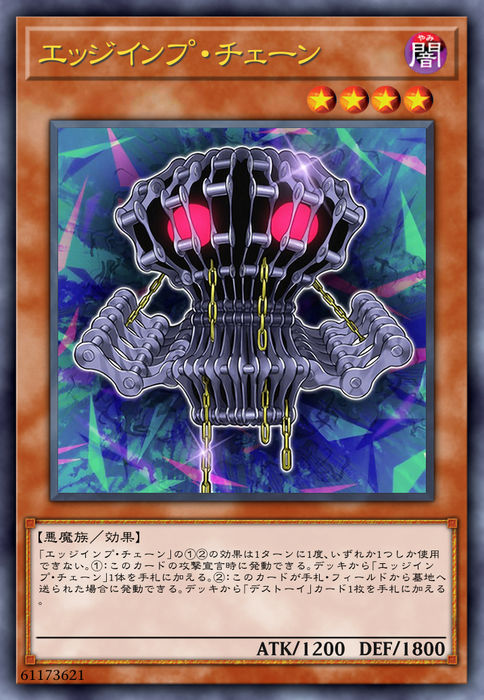 エッジインプ・チェーン
やみ
闇
【悪魔族／効果】
「エッジインプ・チェーン」の①②の効果は1ターンに1度、いずれか1つしか使用
できない。①：このカードの攻撃宣言時に発動できる。デッキから「エッジイン
プ・チェーン」1体を手札に加える。②：このカードが手札・フィールドから墓地へ
送られた場合に発動できる。デッキから「デストーイ」カード1枚を手札に加える
。
ATK/1200 DEF/1800
61173621